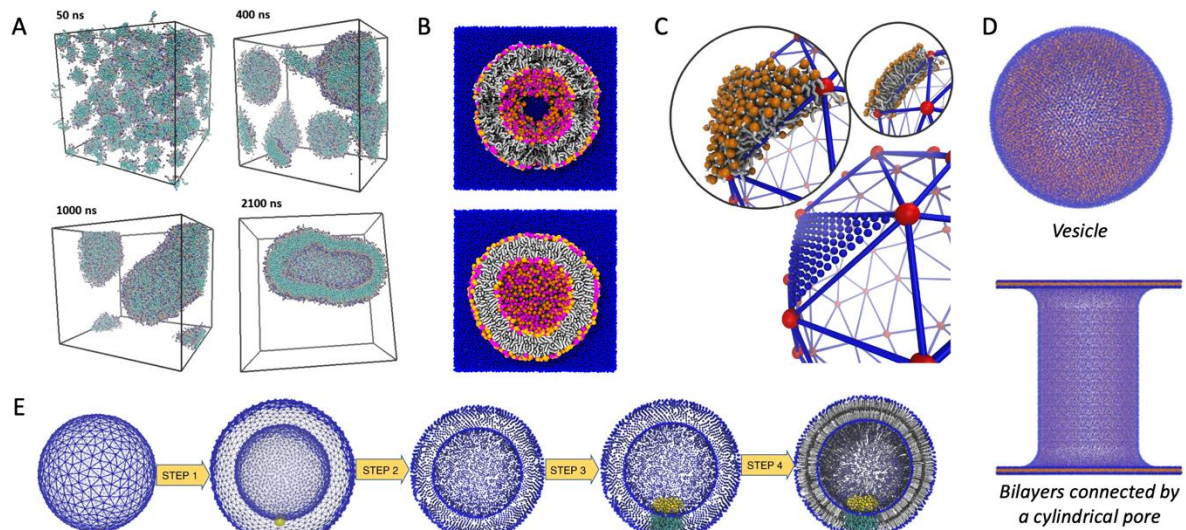 A
50 ns
400 ns
1000 ns
2100 ns
B
C
D
Vesicle
Bilayers connected by
a cylindrical pore
E
STEP 1
STEP 2
STEP 3
STEP 4